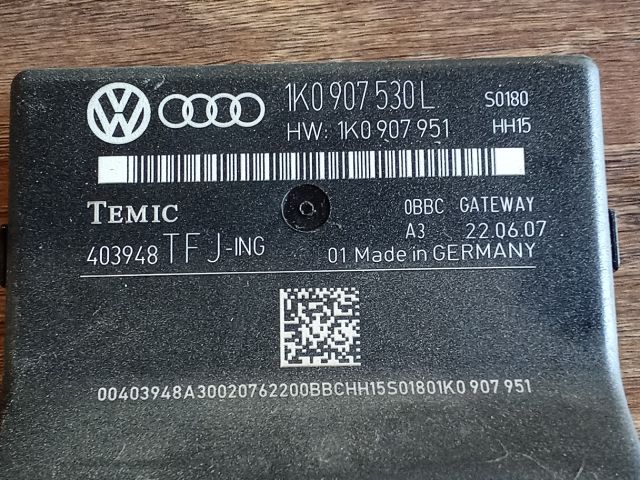 1K0 907 530 L S0180
HW: 1K0 907 951 HH15
TEMIC 0BBC GATEWAY
403948 TFJ-ING A3 22.06.07
01 Made in GERMANY
00403948A30020762200BBCHH15S01801K0 907 951